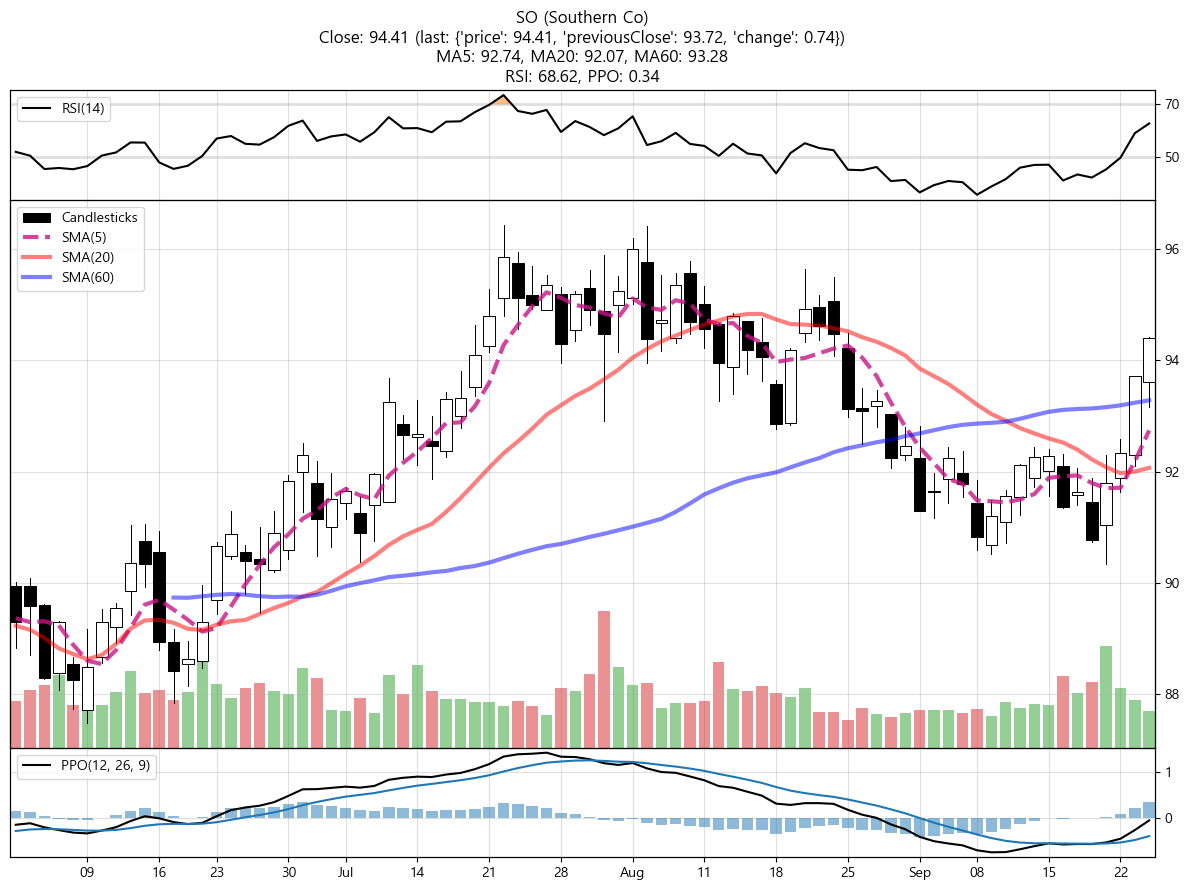 SO (Southern Co)
Close: 94.41 (last: {'price': 94.41, 'previousClose': 93.72, 'change': 0.74})
MA5: 92.74, MA20: 92.07, MA60: 93.28
RSI: 68.62, PPO: 0.34
RSI(14)
70
50
Candlesticks
SMA(5)
SMA(20)
SMA(60)
96
94
92
90
88
PPO(12, 26, 9)
1
0
09 16 23 30 Jul 14 21 28 Aug 11 18 25 Sep 08 15 22